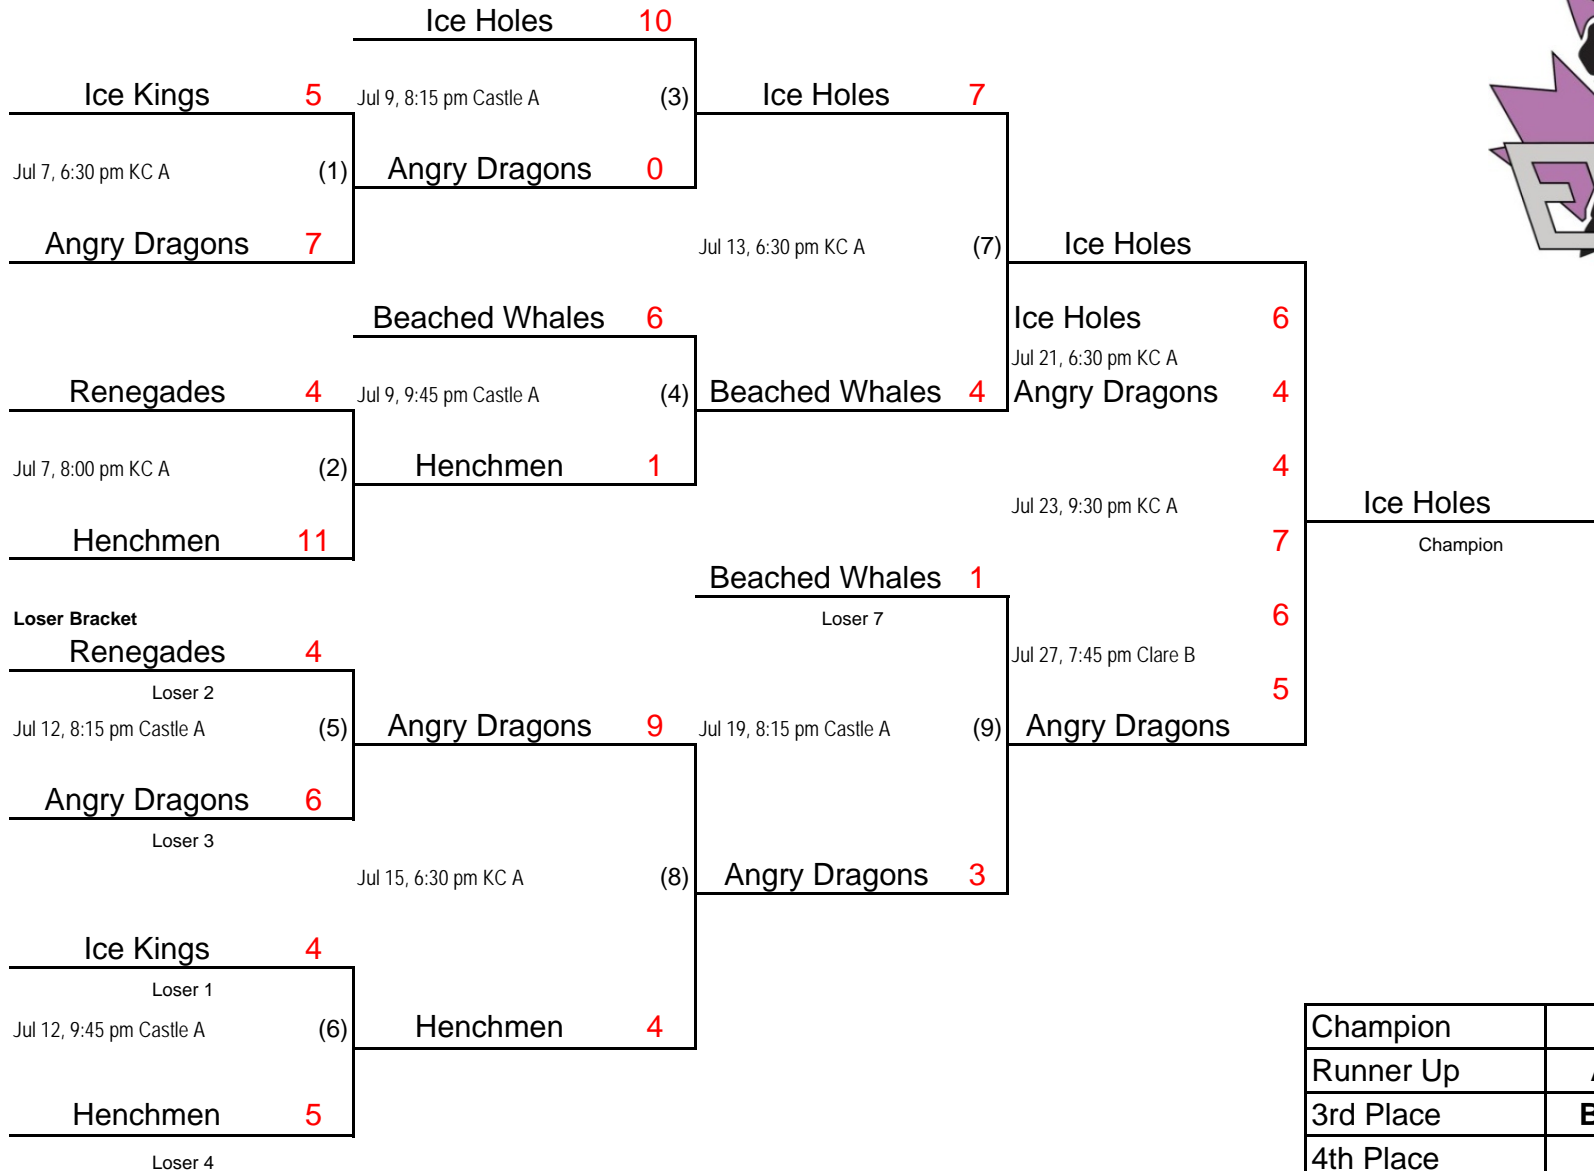 Ice Holes 10
Ice Kings 5 Jul 9, 8:15 pm Castle A (3) Ice Holes 7
Jul 7, 6:30 pm KC A (1) Angry Dragons 0
Angry Dragons 7 Jul 13, 6:30 pm KC A (7) Ice Holes
Beached Whales 6 Ice Holes 6
Jul 21, 6:30 pm KC A
Renegades 4 Jul 9, 9:45 pm Castle A (4) Beached Whales 4 Angry Dragons 4
Jul 7, 8:00 pm KC A (2) Henchmen 1 4
Jul 23, 9:30 pm KC A Ice Holes
Henchmen 11 7 Champion
Beached Whales 1
Loser Bracket Loser 7 6
Renegades 4 Jul 27, 7:45 pm Clare B
Loser 2 5
Jul 12, 8:15 pm Castle A (5) Angry Dragons 9 Jul 19, 8:15 pm Castle A (9) Angry Dragons
Angry Dragons 6
Loser 3
Jul 15, 6:30 pm KC A (8) Angry Dragons 3
Ice Kings 4
Loser 1
Jul 12, 9:45 pm Castle A (6) Henchmen 4 Champion
Runner Up
Henchmen 5 3rd Place B
Loser 4 4th Place